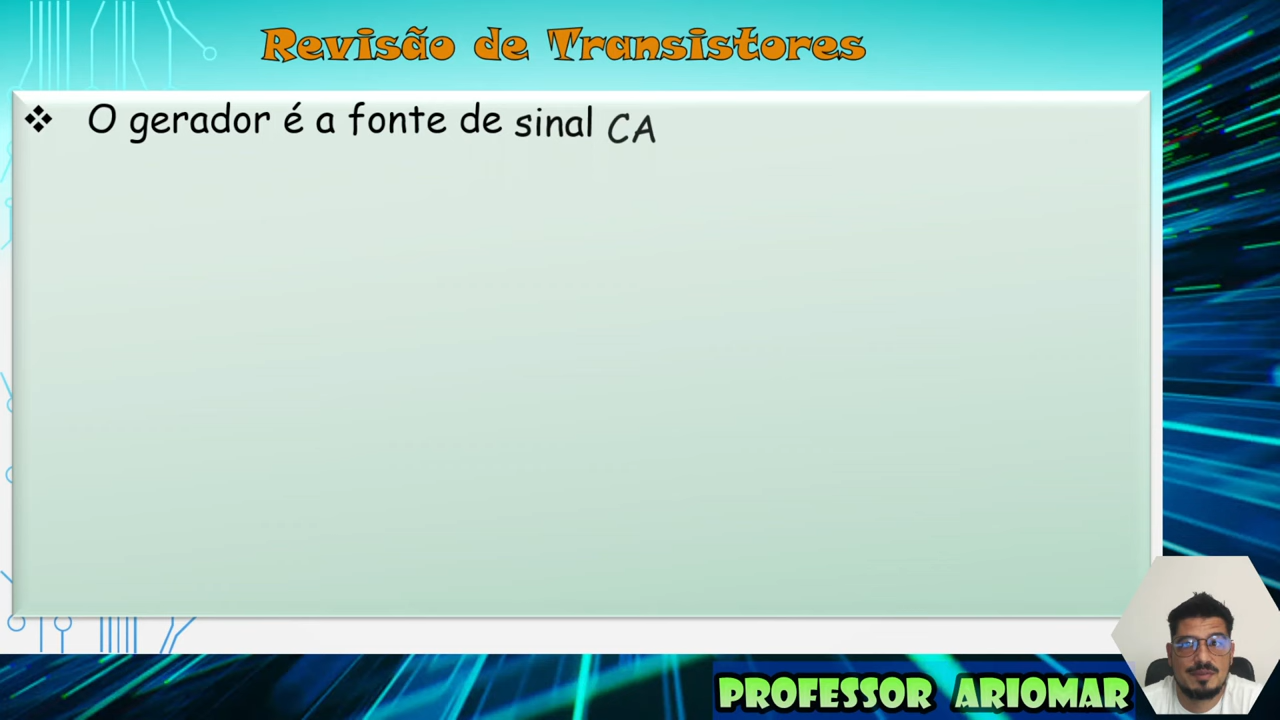 Revisão de Transistores
O gerador é a fonte de sinal CA
PROFESSOR ARIOMAR